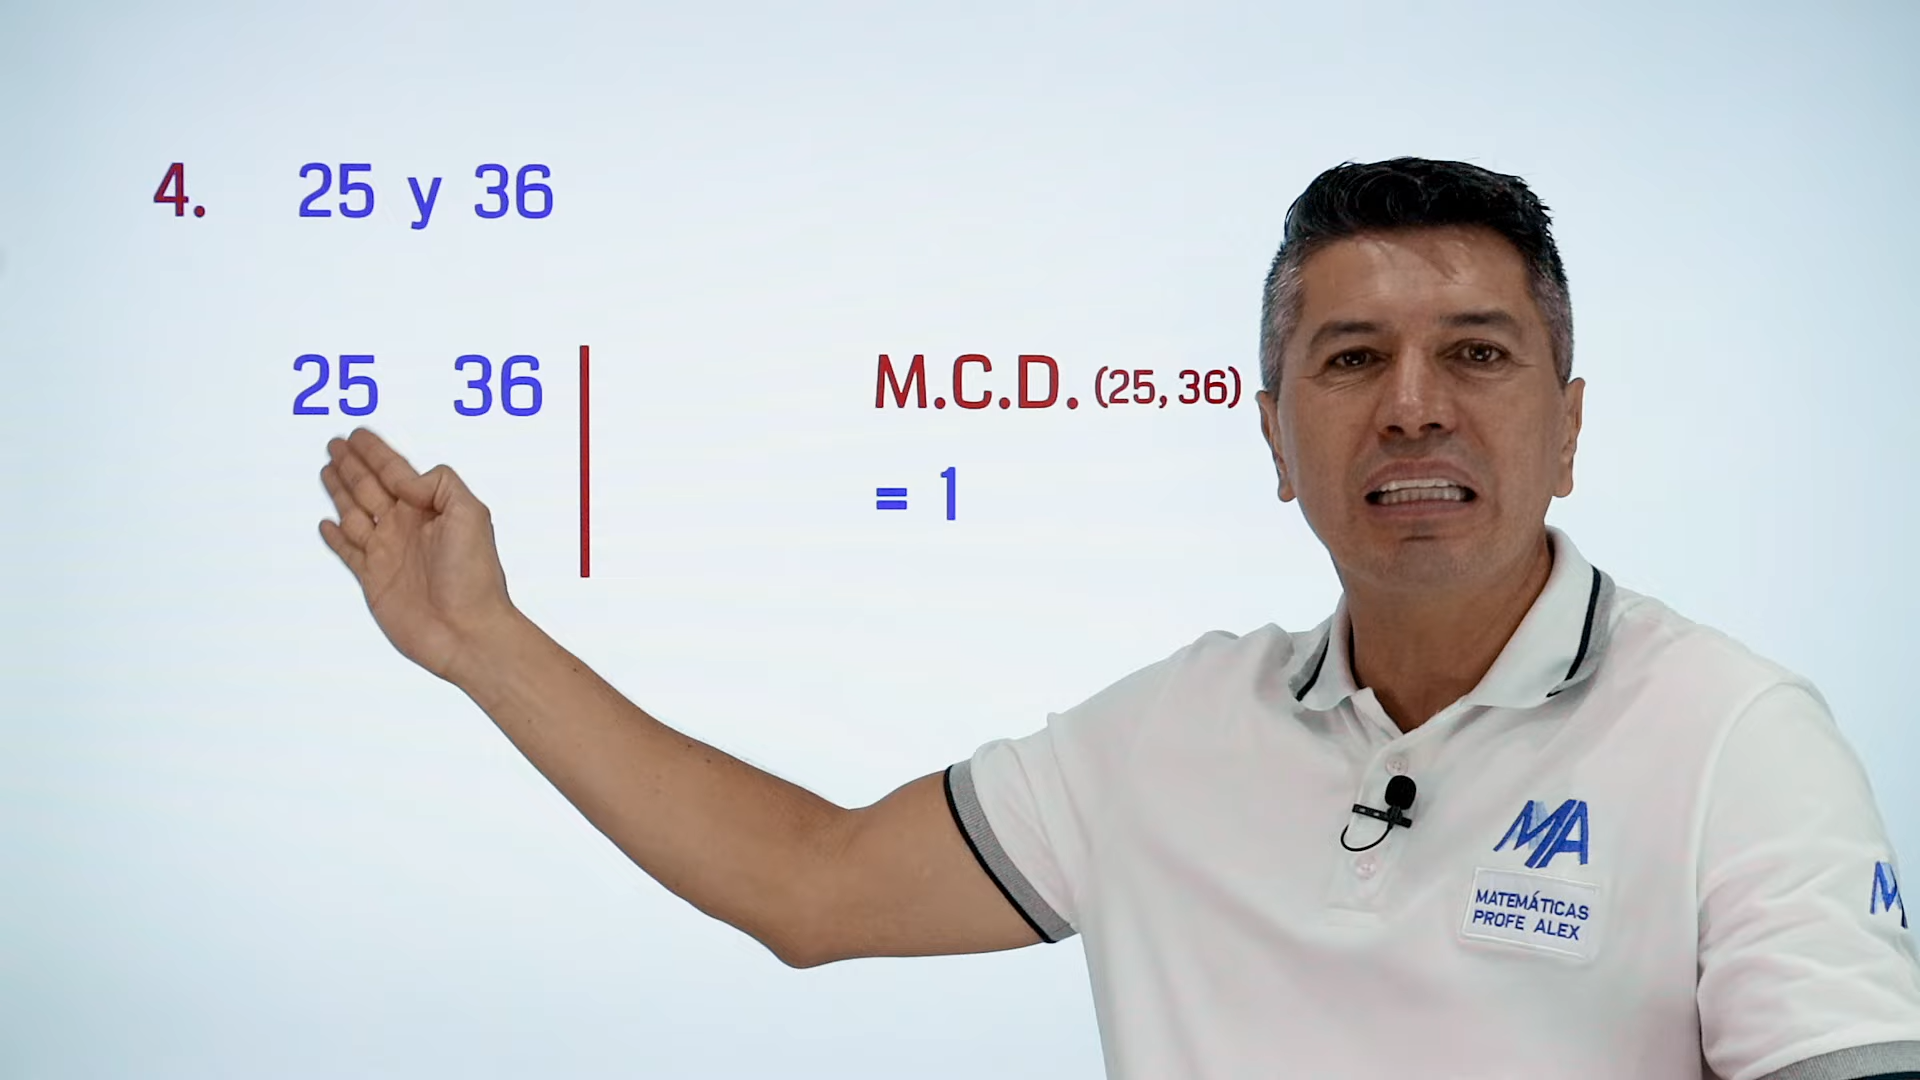 4. 25 y 36
25 36
M.C.D. (25, 36)
= 1
MA
MATEMÁTICAS
PROFE ALEX